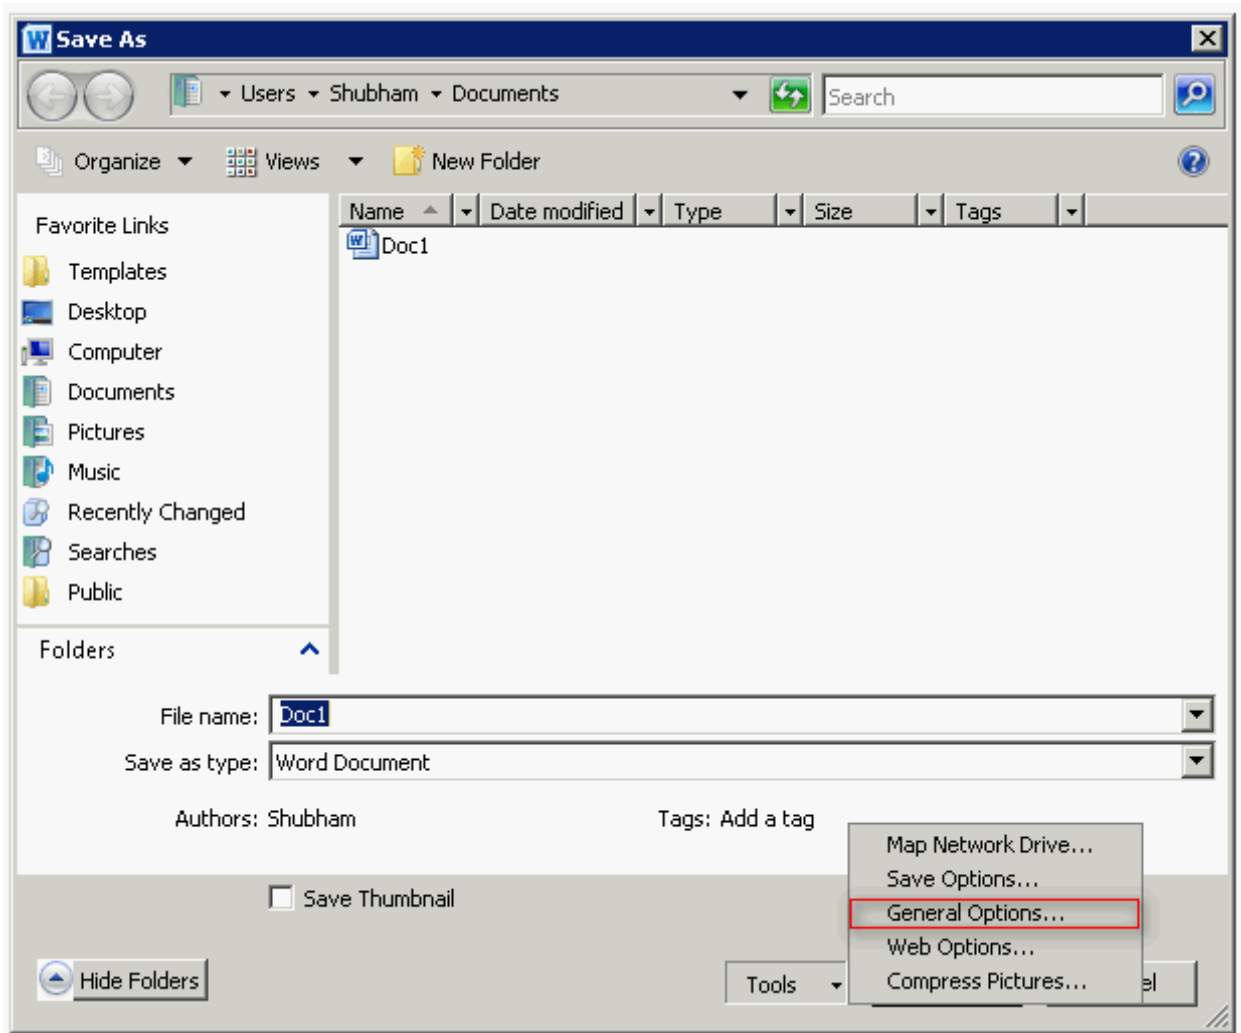 Save As
Users Shubham Documents
Search
Organize Views New Folder
Favorite Links
Templates
Desktop
Computer
Documents
Pictures
Music
Recently Changed
Searches
Public
Folders
Name Date modified Type Size Tags
Doc1
File name: Doc1
Save as type: Word Document
Authors: Shubham Tags: Add a tag
Save Thumbnail
Map Network Drive...
Save Options...
General Options...
Web Options...
Compress Pictures...
Hide Folders
Tools
el